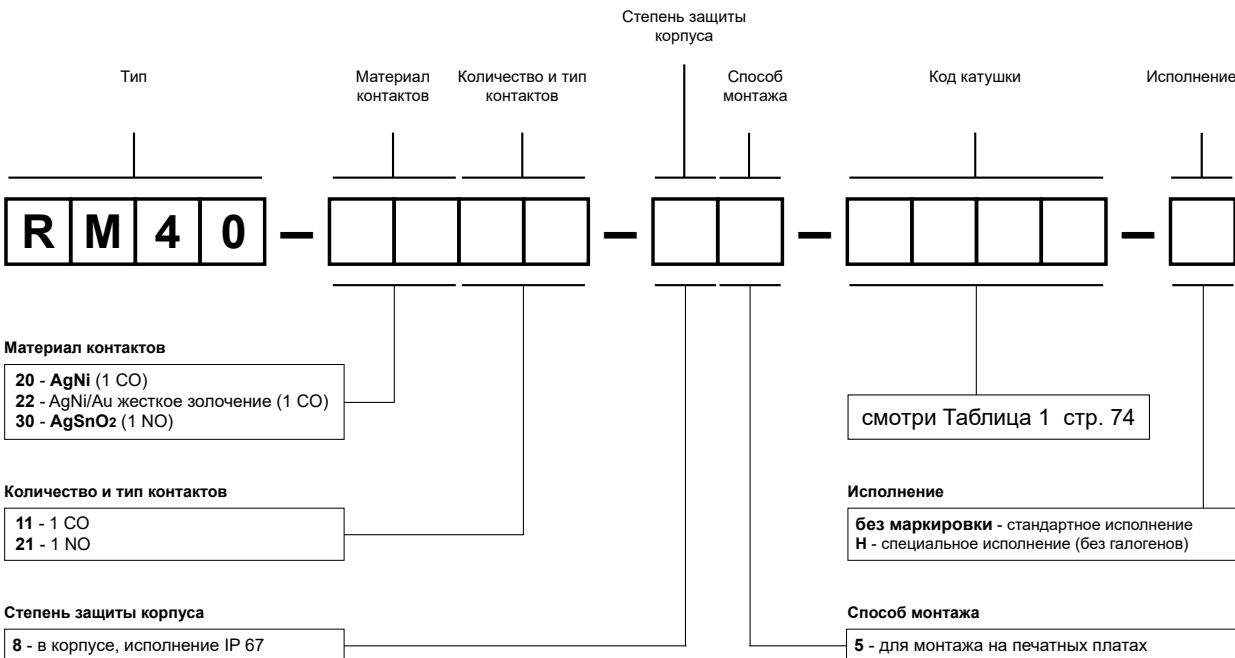 Степень защиты
корпуса
Тип
Материал
контактов
Количество и тип
контактов
Способ
монтажа
Код катушки
Исполнение
RM40 – –  – –
Материал контактов
20 - AgNi (1 CO)
22 - AgNi/Au жесткое золочение (1 CO)
30 - AgSnO2 (1 NO)
смотри Таблица 1 стр. 74
Количество и тип контактов
11 - 1 CO
21 - 1 NO
Исполнение
без маркировки - стандартное исполнение
H - специальное исполнение (без галогенов)
Степень защиты корпуса
8 - в корпусе, исполнение IP 67
Способ монтажа
5 - для монтажа на печатных платах